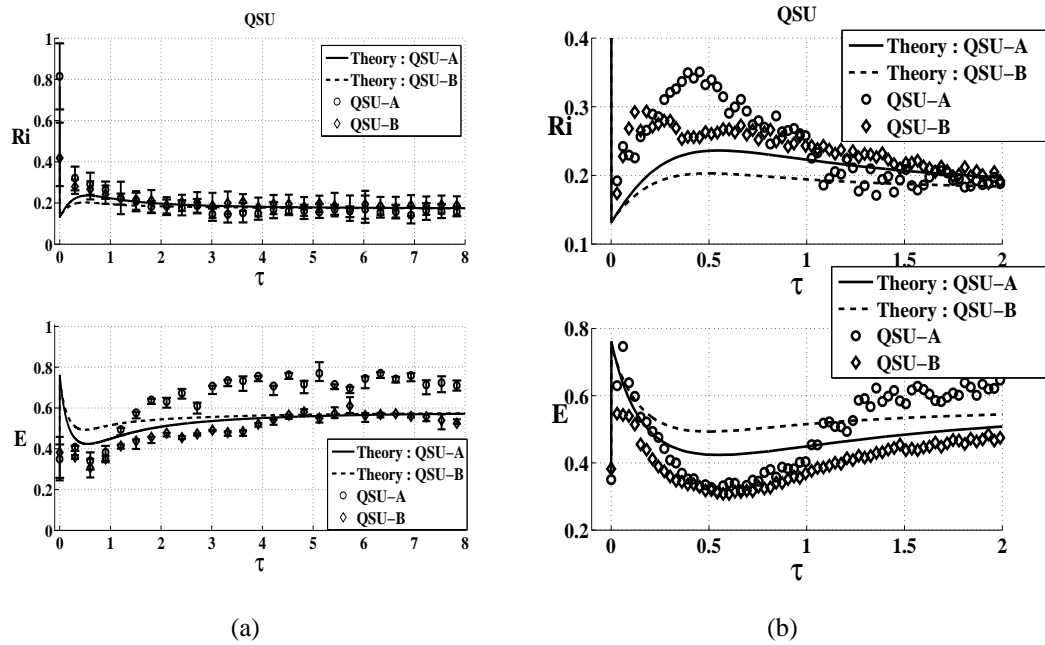 QSU
1
0.8
0.6
0.4
0.2
0
Ri
0 1 2 3 4 5 6 7 8
τ
Theory : QSU−A
Theory : QSU−B
QSU−A
QSU−B
1
0.8
0.6
0.4
0.2
0
E
0 1 2 3 4 5 6 7 8
τ
Theory : QSU−A
Theory : QSU−B
QSU−A
QSU−B
(a)
QSU
0.4
0.3
0.2
0.1
Ri
0 0.5 1 1.5 2
τ
Theory : QSU−A
Theory : QSU−B
QSU−A
QSU−B
0.8
0.6
0.4
0.2
E
0 0.5 1 1.5 2
τ
Theory : QSU−A
Theory : QSU−B
QSU−A
QSU−B
(b)